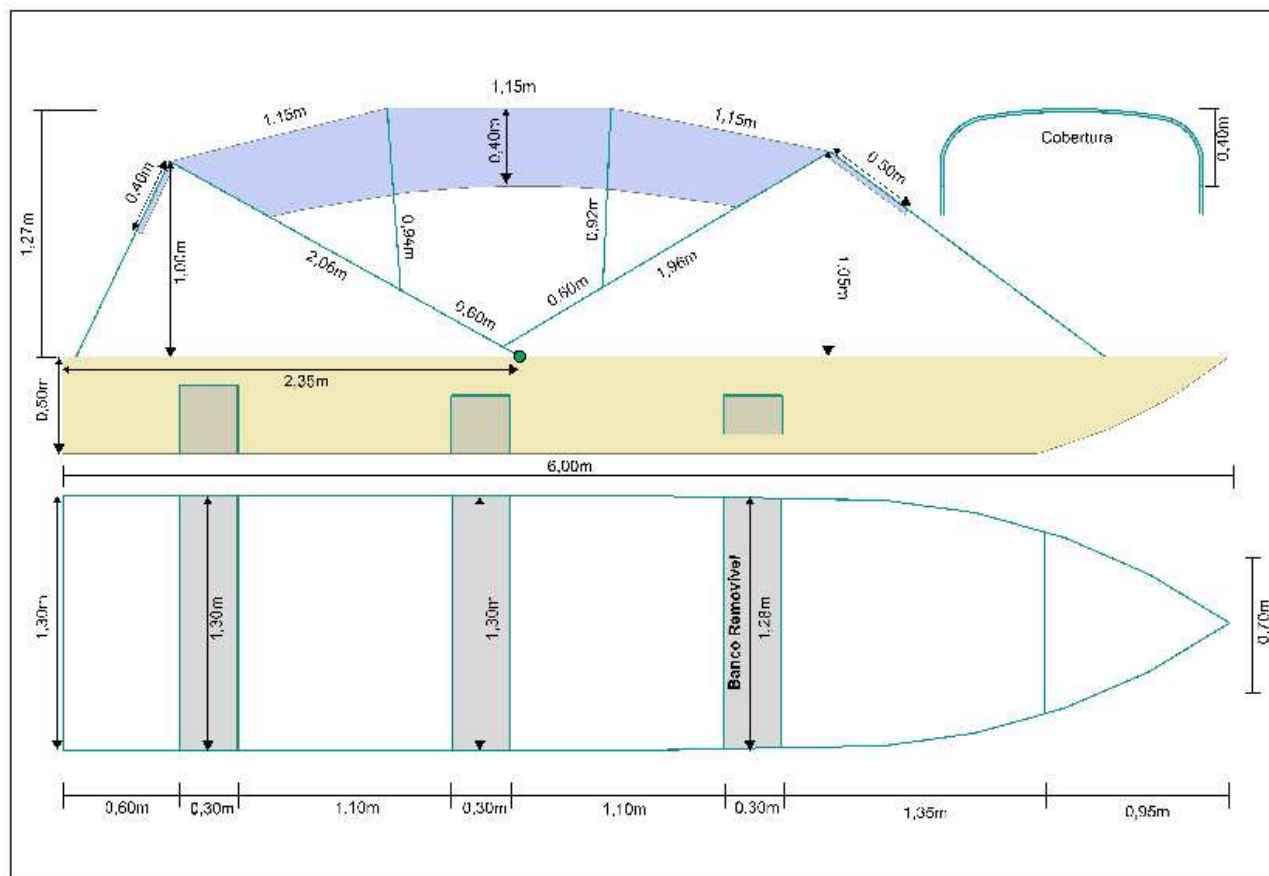 1,15m
1,15m
1,15m
0,40m
0,40m
0,50m
Cobertura
0,40m
1,27m
1,00m
2,06m
0,94m
0,92m
1,96m
0,60m
0,60m
1,05m
2,35m
0,50m
6,00m
1,30m
1,30m
1,30m
Banco Removível
1,28m
0,70m
0,60m
0,30m
1,10m
0,30m
1,10m
0,30m
1,35m
0,95m